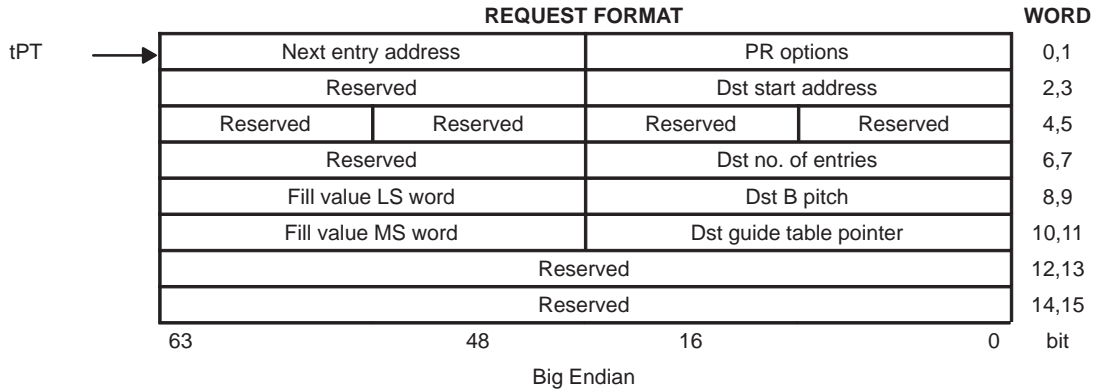 REQUEST FORMAT WORD
tPT Next entry address PR options 0,1
Reserved Dst start address 2,3
Reserved Reserved Reserved Reserved 4,5
Reserved Dst no. of entries 6,7
Fill value LS word Dst B pitch 8,9
Fill value MS word Dst guide table pointer 10,11
Reserved 12,13
Reserved 14,15
63 48 16 0 bit
Big Endian